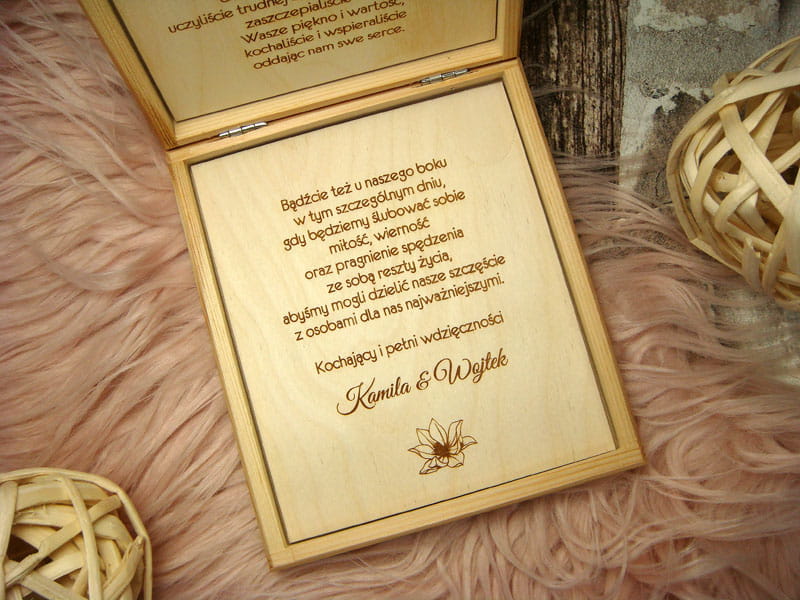 uczyliście trudnej
zaszczepialiście
Wasze piękno i wartość,
kochaliście i wspieraliście
oddając nam swe serce.
Bądźcie też u naszego boku
w tym szczególnym dniu,
gdy będziemy ślubować sobie
miłość, wierność
oraz pragnienie spędzenia
ze sobą reszty życia,
abyśmy mogli dzielić nasze szczęście
z osobami dla nas najważniejszymi.
Kochający i pełni wdzięczności
Kamila & Wojtek